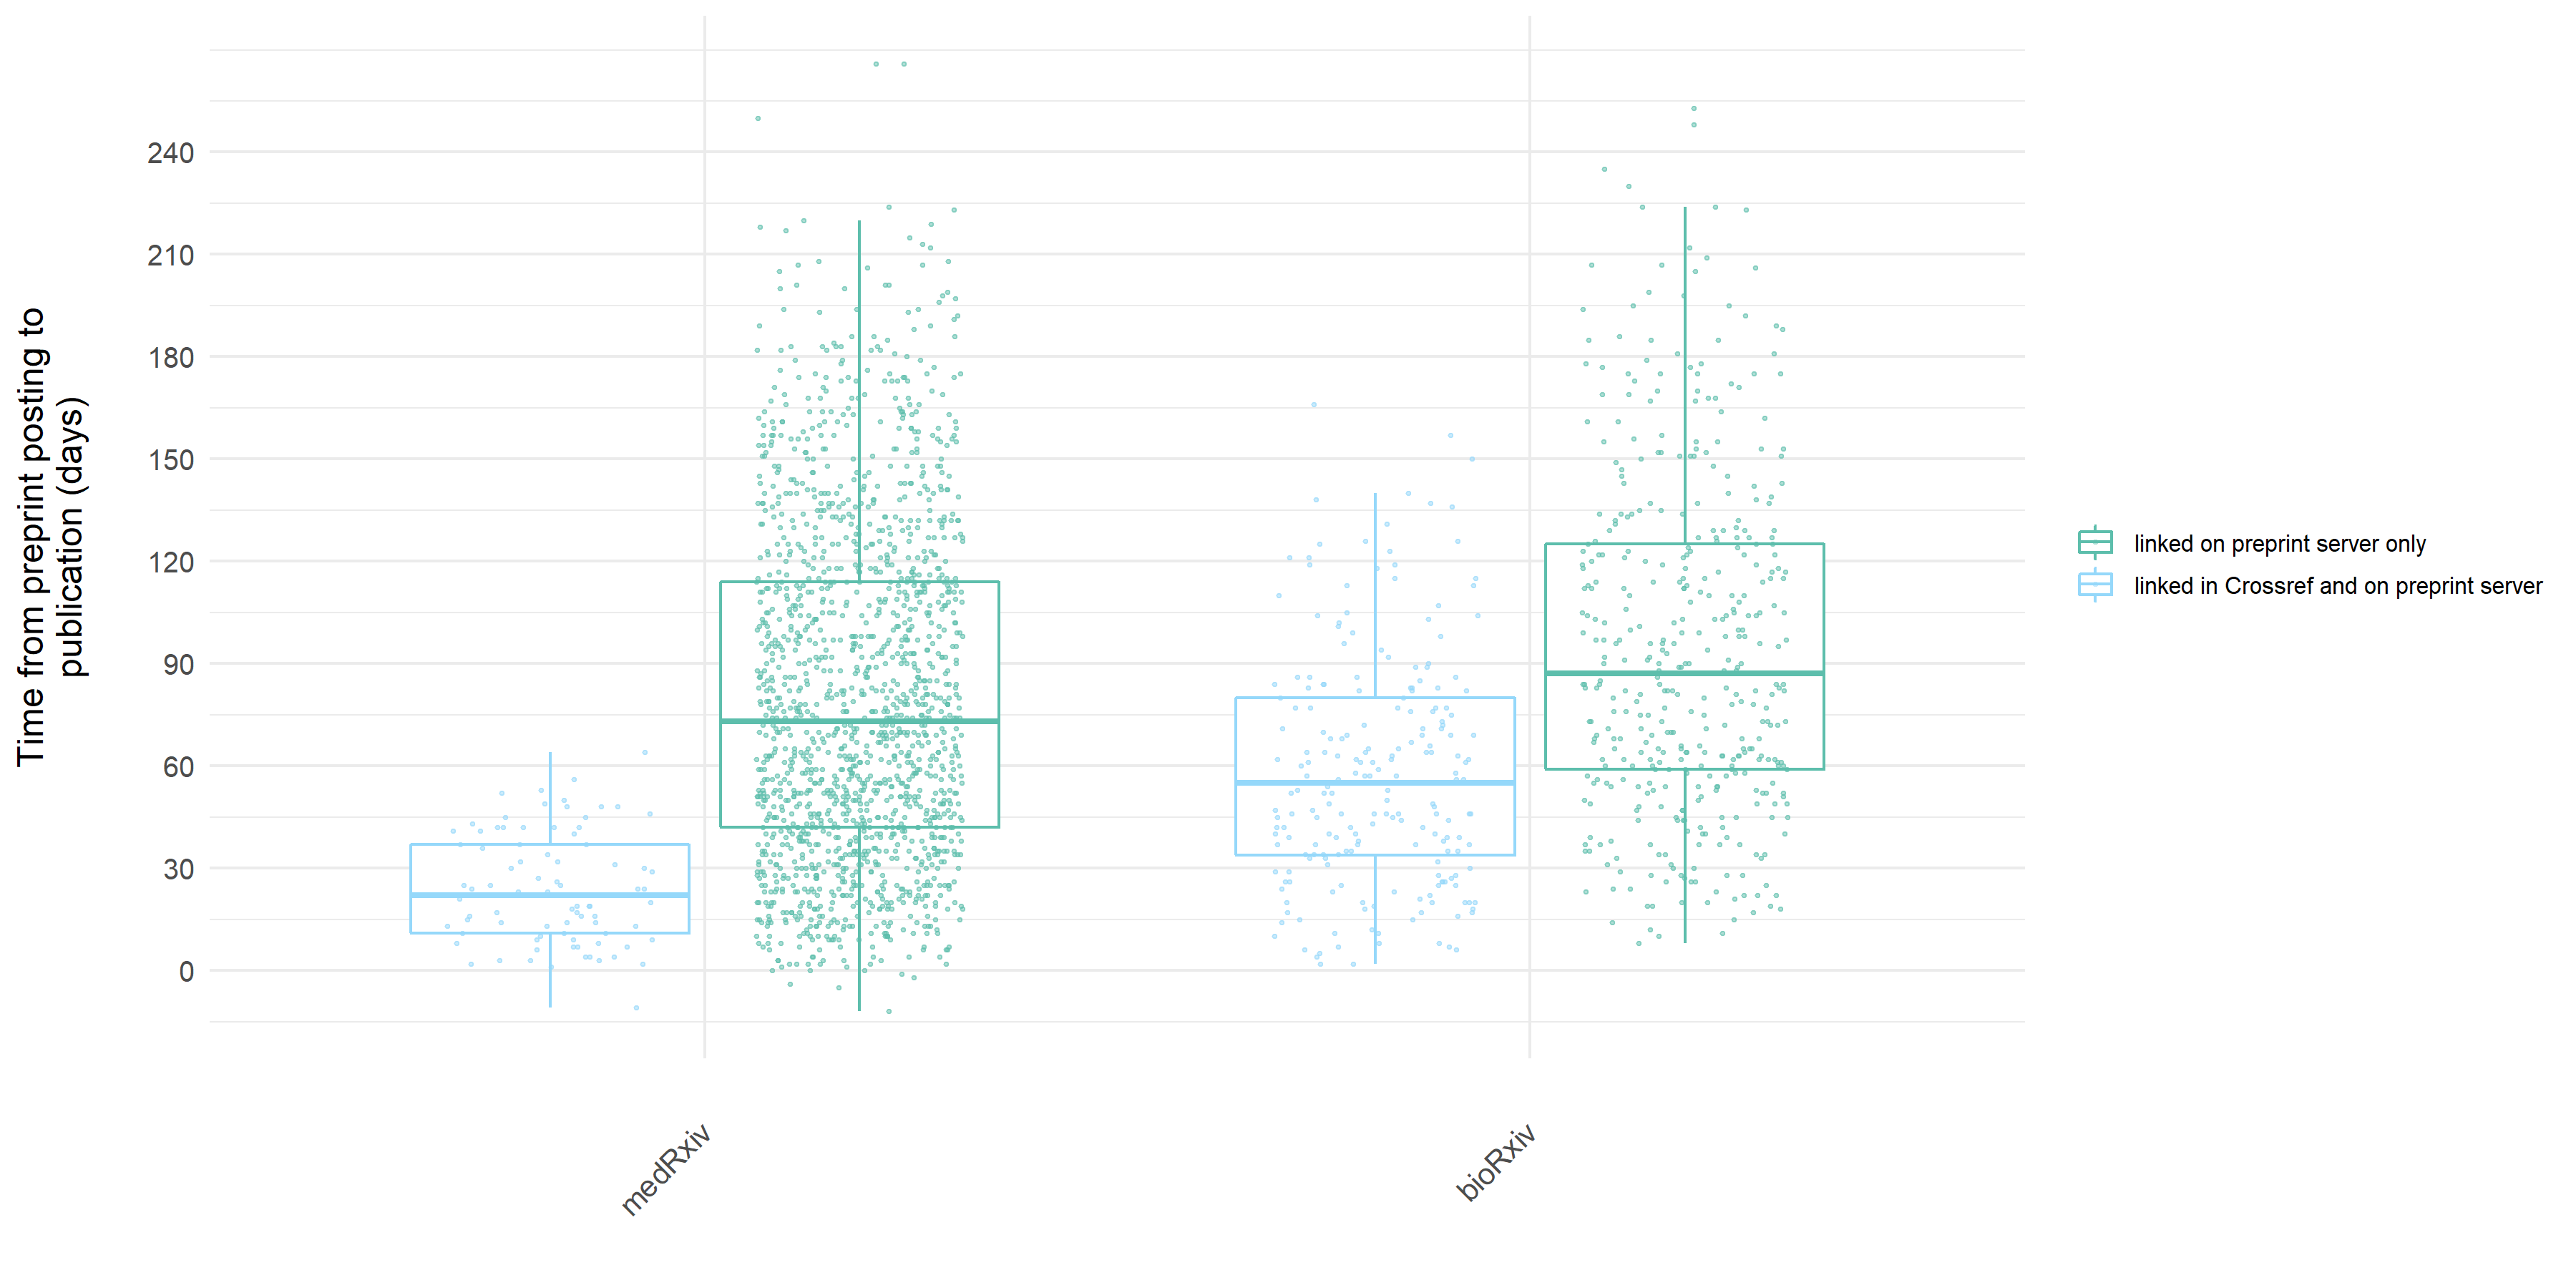 Time from preprint posting to
publication (days)
240
210
180
150
120
90
60
30
0
medRxiv
bioRxiv
linked on preprint server only
linked in Crossref and on preprint server